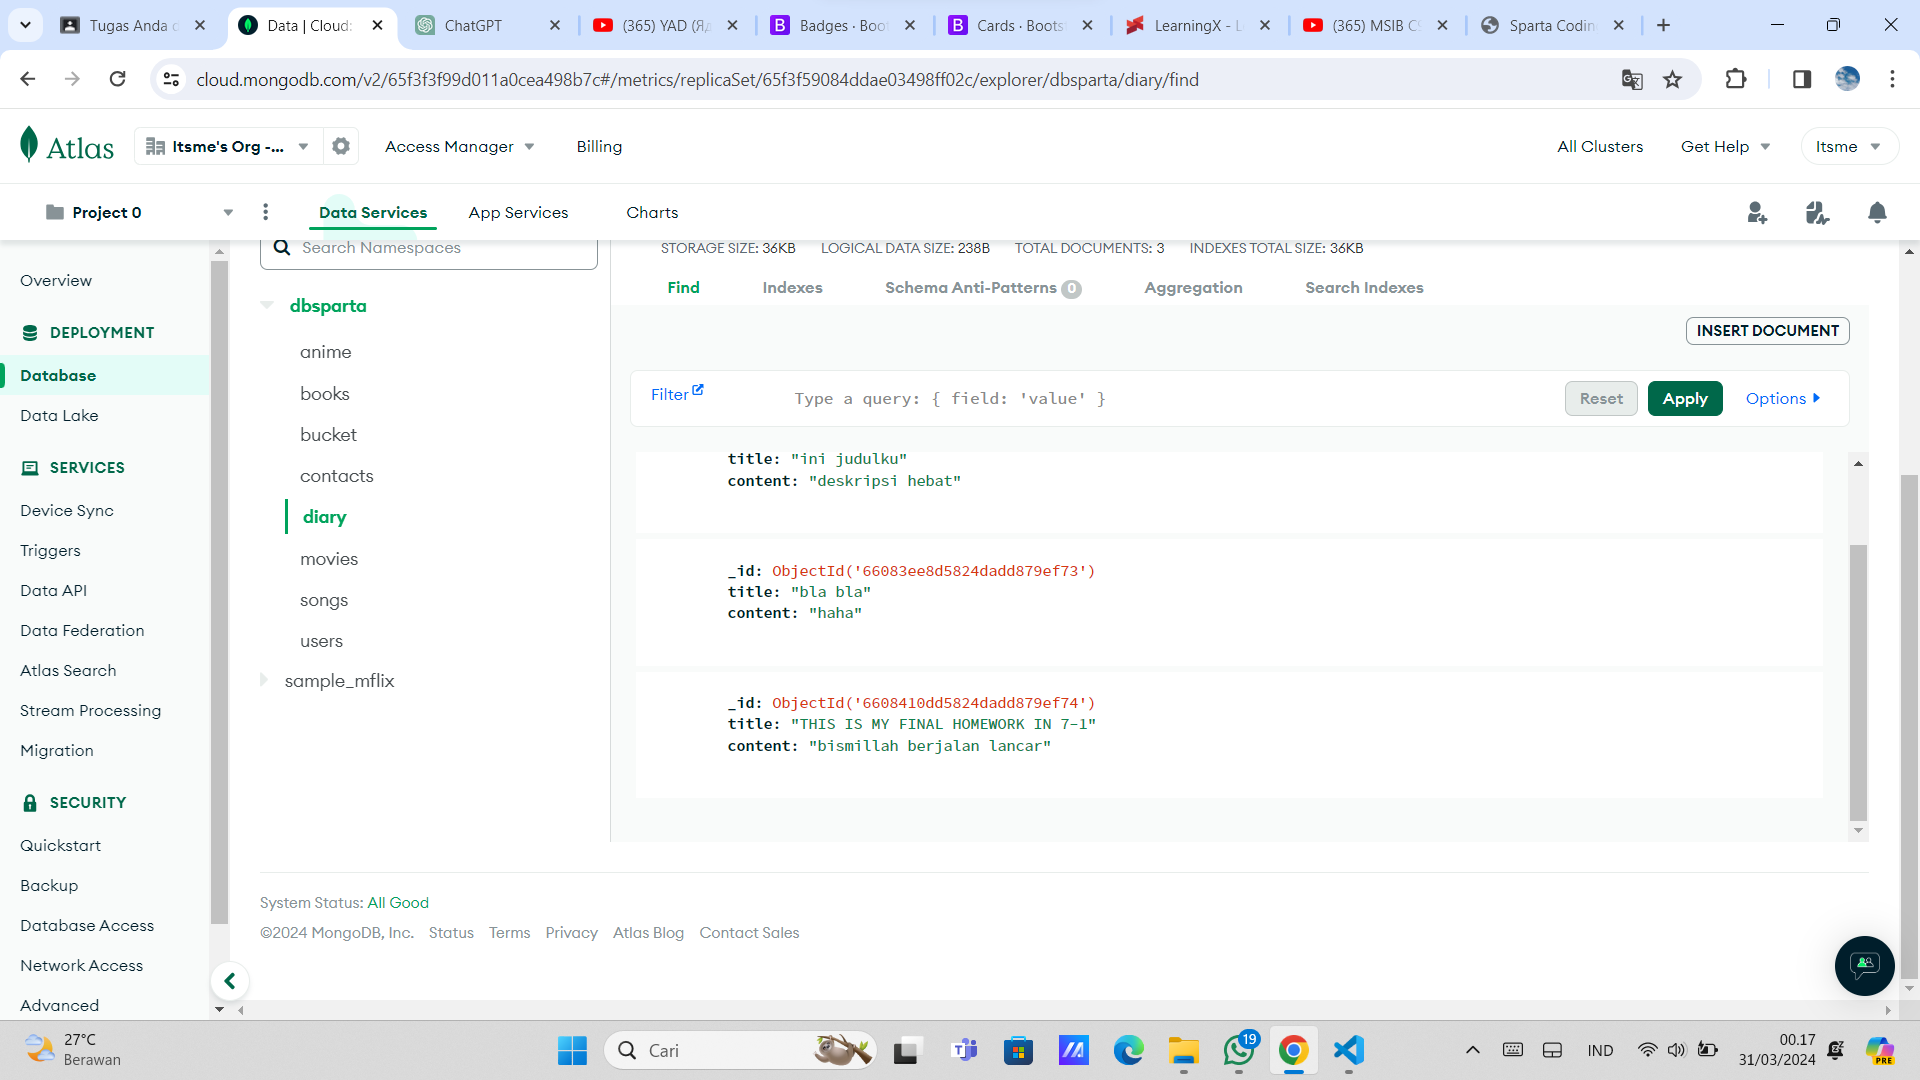 Tugas Anda d
Data | Cloud:
ChatGPT
(365) YAD (Яд
Badges · Boo
Cards · Boots
LearningX - L
(365) MSIB CS
Sparta Codin
cloud.mongodb.com/v2/65f3f3f99d011a0cea498b7c#/metrics/replicaSet/65f3f59084ddae03498ff02c/explorer/dbsparta/diary/find
Atlas
Itsme's Org -...
Access Manager
Billing
All Clusters
Get Help
Itsme
Project 0
Data Services
App Services
Charts
Overview
DEPLOYMENT
Database
Data Lake
SERVICES
Device Sync
Triggers
Data API
Data Federation
Atlas Search
Stream Processing
Migration
SECURITY
Quickstart
Backup
Database Access
Network Access
Advanced
Search Namespaces
dbsparta
anime
books
bucket
contacts
diary
movies
songs
users
sample_mflix
STORAGE SIZE: 36KB LOGICAL DATA SIZE: 238B TOTAL DOCUMENTS: 3 INDEXES TOTAL SIZE: 36KB
Find Indexes Schema Anti-Patterns 0 Aggregation Search Indexes
INSERT DOCUMENT
Filter
Type a query: { field: 'value' }
Reset
Apply
Options
title: "ini judulku"
content: "deskripsi hebat"
_id: ObjectId('66083ee8d5824dadd879ef73')
title: "bla bla"
content: "haha"
_id: ObjectId('6608410dd5824dadd879ef74')
title: "THIS IS MY FINAL HOMEWORK IN 7-1"
content: "bismillah berjalan lancar"
System Status: All Good
©2024 MongoDB, Inc. Status Terms Privacy Atlas Blog Contact Sales
27°C
Berawan
Cari
19
IND
00.17
31/03/2024
PRE